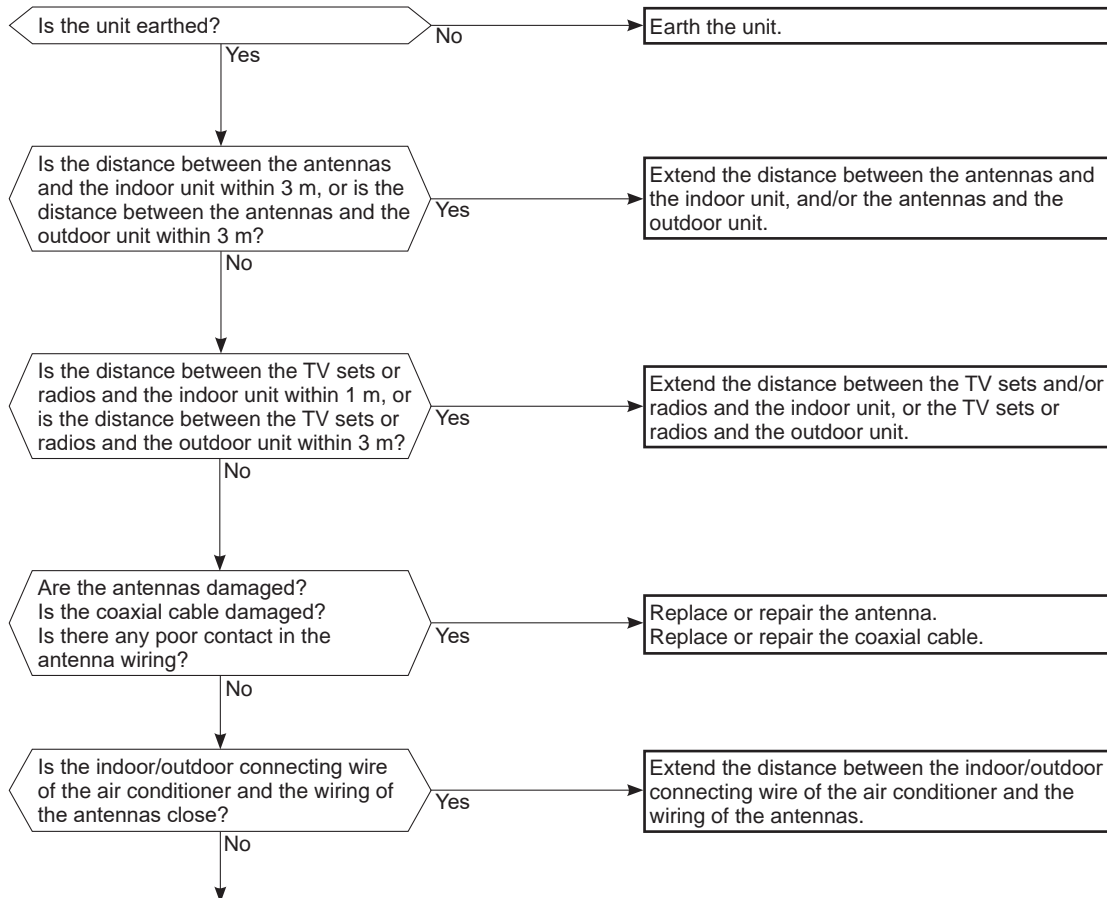 Is the unit earthed?
No
Earth the unit.
Yes
Is the distance between the antennas
and the indoor unit within 3 m, or is the
distance between the antennas and the
outdoor unit within 3 m?
Yes
Extend the distance between the antennas and
the indoor unit, and/or the antennas and the
outdoor unit.
No
Is the distance between the TV sets or
radios and the indoor unit within 1 m, or
is the distance between the TV sets or
radios and the outdoor unit within 3 m?
Yes
Extend the distance between the TV sets and/or
radios and the indoor unit, or the TV sets or
radios and the outdoor unit.
No
Are the antennas damaged?
Is the coaxial cable damaged?
Is there any poor contact in the
antenna wiring?
Yes
Replace or repair the antenna.
Replace or repair the coaxial cable.
No
Is the indoor/outdoor connecting wire
of the air conditioner and the wiring of
the antennas close?
Yes
Extend the distance between the indoor/outdoor
connecting wire of the air conditioner and the
wiring of the antennas.
No